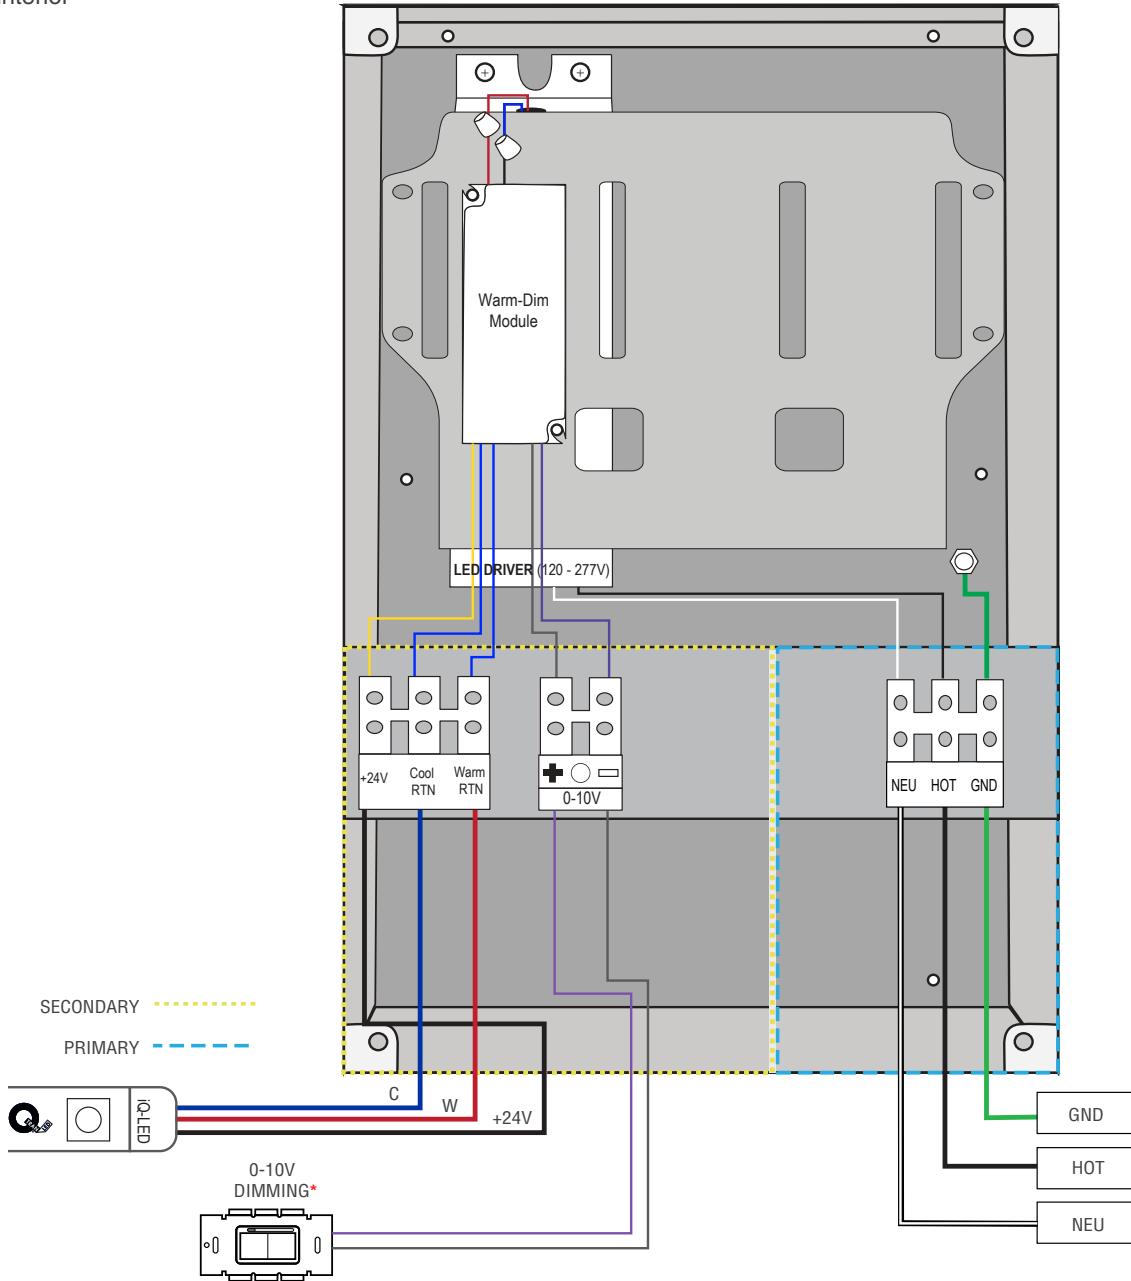 Warm-Dim
Module
LED DRIVER (120 - 277V)
+24V
Cool
RTN
Warm
RTN
0-10V
NEU HOT GND
SECONDARY
PRIMARY
iQ-LED
C
W
+24V
0-10V
DIMMING*
GND
HOT
NEU